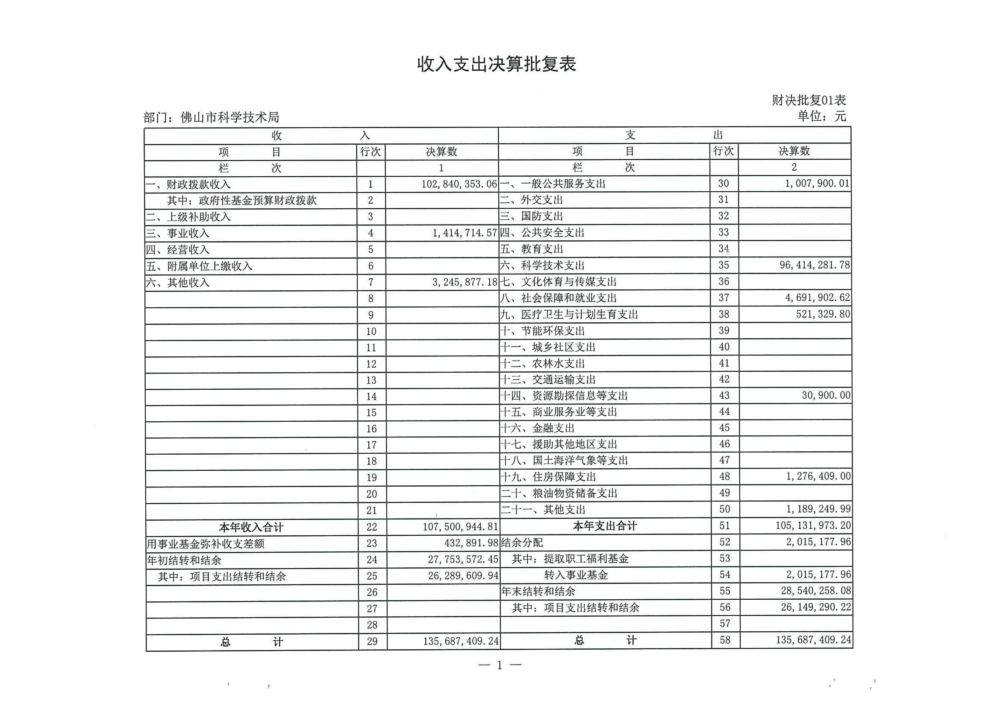 收入支出决算批复表
财决批复01表
部门：佛山市科学技术局 单位：元
收 入 支 出
项 目 行次 决算数 项 目 行次 决算数
栏 次 1 栏 次 2
一、财政拨款收入 1 102,840,353.06 一、一般公共服务支出 30 1,007,900.01
其中：政府性基金预算财政拨款 2 二、外交支出 31
二、上级补助收入 3 三、国防支出 32
三、事业收入 4 1,414,714.57 四、公共安全支出 33
四、经营收入 5 五、教育支出 34
五、附属单位上缴收入 6 六、科学技术支出 35 96,414,281.78
六、其他收入 7 3,245,877.18 七、文化体育与传媒支出 36
8 八、社会保障和就业支出 37 4,691,902.62
9 九、医疗卫生与计划生育支出 38 521,329.80
10 十、节能环保支出 39
11 十一、城乡社区支出 40
12 十二、农林水支出 41
13 十三、交通运输支出 42
14 十四、资源勘探信息等支出 43 30,900.00
15 十五、商业服务业等支出 44
16 十六、金融支出 45
17 十七、援助其他地区支出 46
18 十八、国土海洋气象等支出 47
19 十九、住房保障支出 48 1,276,409.00
20 二十、粮油物资储备支出 49
21 二十一、其他支出 50 1,189,249.99
本年收入合计 22 107,500,944.81 本年支出合计 51 105,131,973.20
用事业基金弥补收支差额 23 432,891.98 结余分配 52 2,015,177.96
年初结转和结余 24 27,753,572.45 其中：提取职工福利基金 53
其中：项目支出结转和结余 25 26,289,609.94 转入事业基金 54 2,015,177.96
26 年末结转和结余 55 28,540,258.08
27 其中：项目支出结转和结余 56 26,149,290.22
28 57
总 计 29 135,687,409.24 总 计 58 135,687,409.24
— 1 —